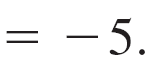 = −5.